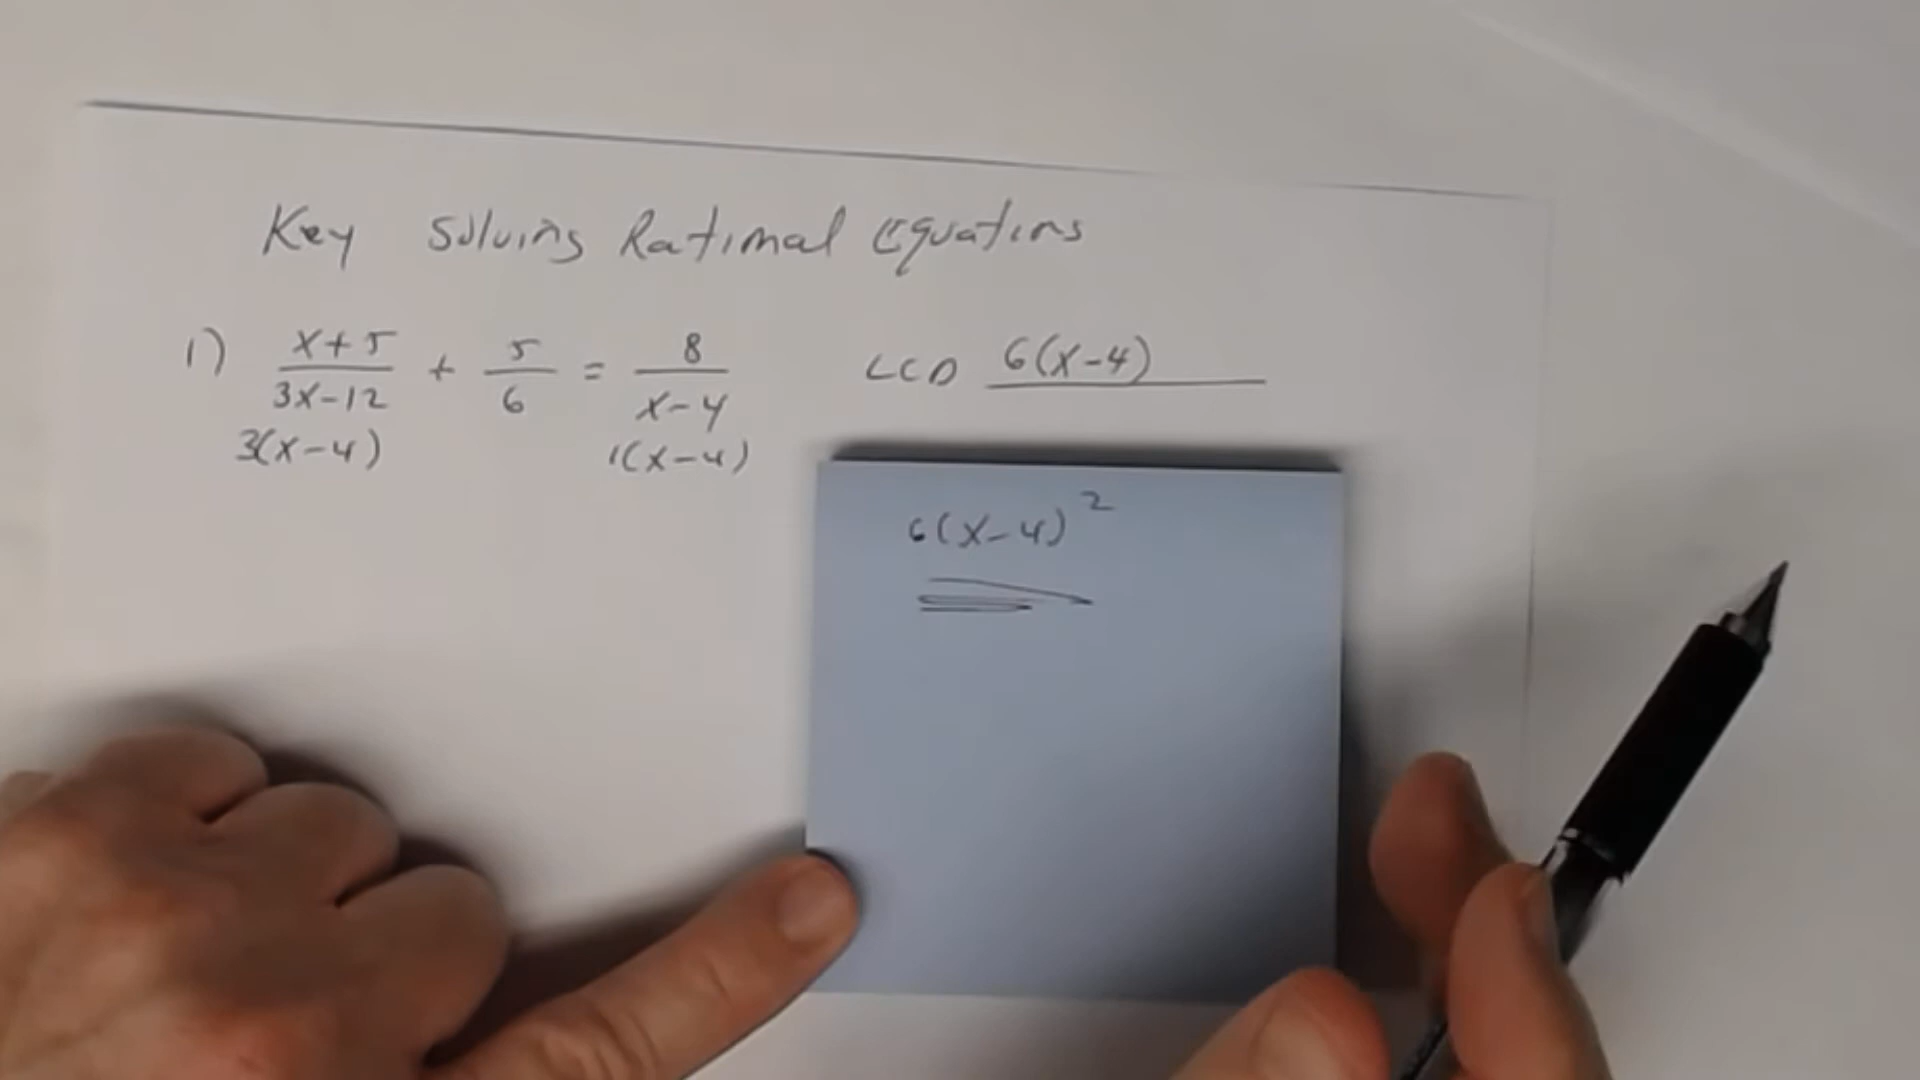 Key Solving Rational Equations
1) x+5/3x-12 + 5/6 = 8/x-4 LCD 6(x-4)
3(x-4) 1(x-4)
6(x-4)²